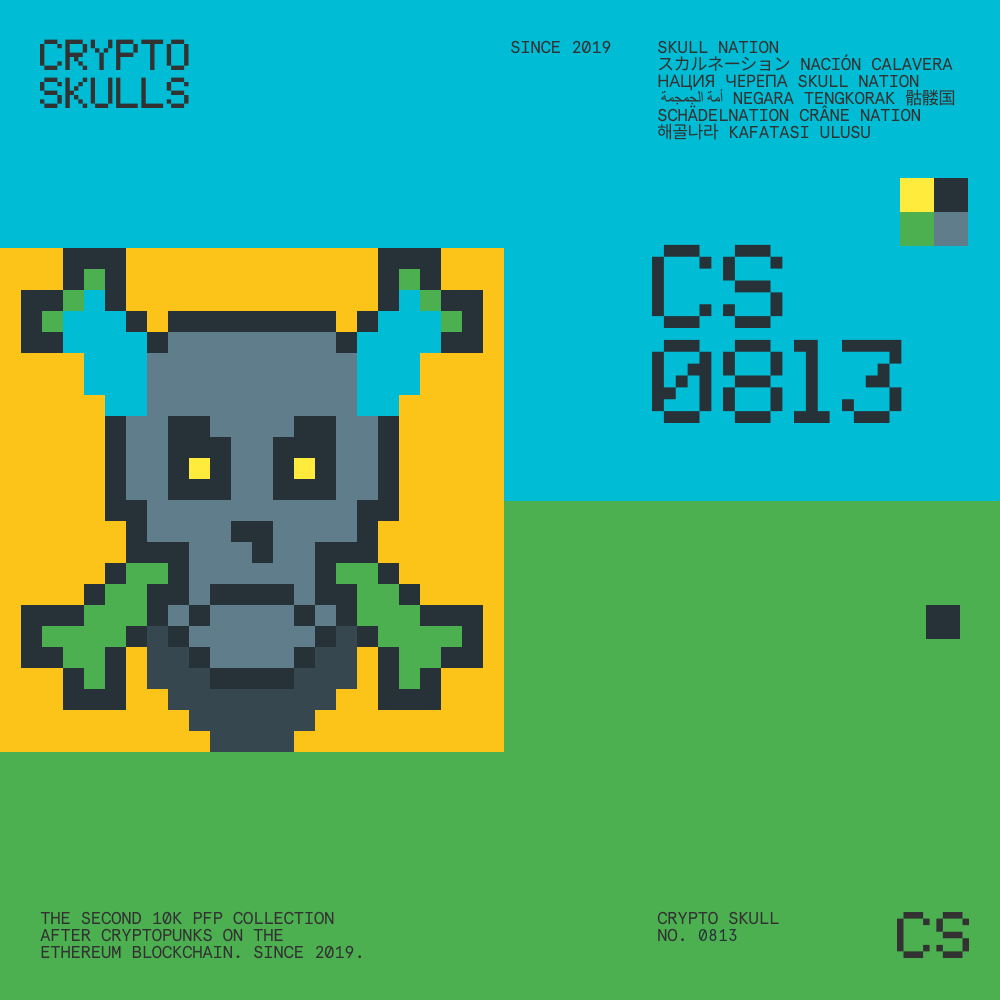 CRYPTO
SKULLS
SINCE 2019
SKULL NATION
スカルネーション NACIÓN CALAVERA
НАЦИЯ ЧЕРЕПА SKULL NATION
أمة الجمجمة NEGARA TENGKORAK 骷髅国
SCHÄDELNATION CRÂNE NATION
해골나라 KAFATASI ULUSU
CS
0813
THE SECOND 10K PFP COLLECTION
AFTER CRYPTOPUNKS ON THE
ETHEREUM BLOCKCHAIN. SINCE 2019.
CRYPTO SKULL
NO. 0813
CS